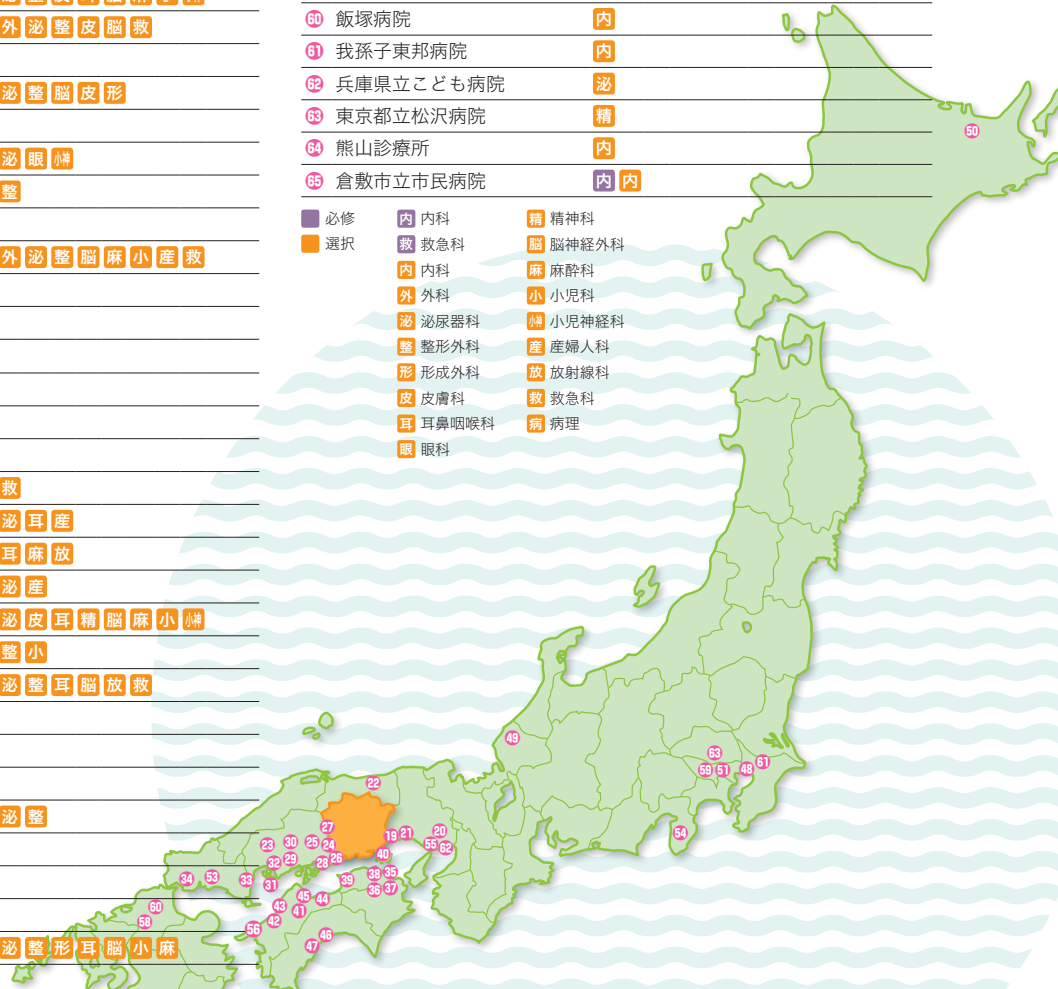 外 泌 整 皮 脳 救
泌 整 脳 皮 形
泌 眼 小神
整
外 泌 整 脳 麻 小 産 救
救
泌 耳 産
耳 麻 放
泌 産
泌 皮 耳 精 脳 麻 小 小神
整 小
泌 整 耳 脳 放 救
泌 整
泌 整 形 耳 脳 小 麻
60 飯塚病院 内
61 我孫子東邦病院 内
62 兵庫県立こども病院 泌
63 東京都立松沢病院 精
64 熊山診療所 内
65 倉敷市立市民病院 内 内
必修
選択
内 内科
救 救急科
内 内科
外 外科
泌 泌尿器科
整 整形外科
形 形成外科
皮 皮膚科
耳 耳鼻咽喉科
眼 眼科
精 精神科
脳 脳神経外科
麻 麻酔科
小 小児科
小神 小児神経科
産 産婦人科
放 放射線科
救 救急科
病 病理
50
49
63
59 51 48 61
54
22
27
19 21 20
23 30 25 24
55 62
40
32 29 28 26
34 53 33 31
39 38 35
36 37
60
58
45 44
43 41
42
56
46
47